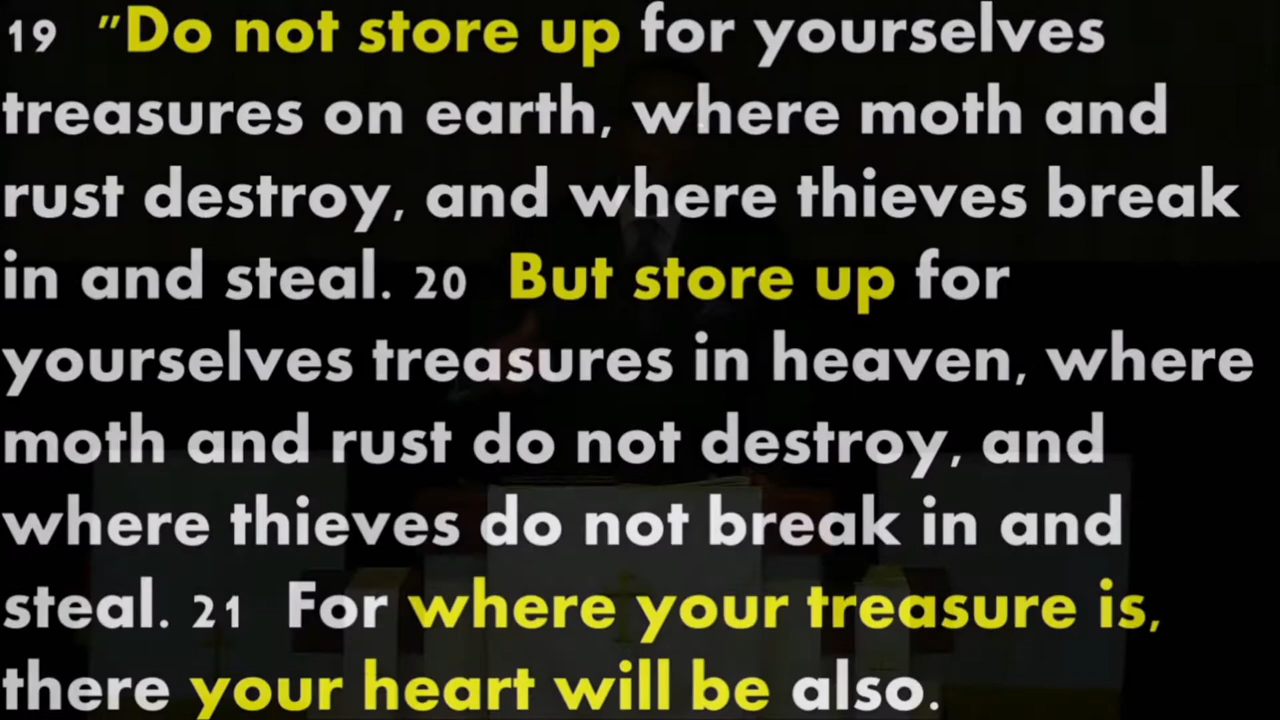 19 "Do not store up for yourselves
treasures on earth, where moth and
rust destroy, and where thieves break
in and steal. 20 But store up for
yourselves treasures in heaven, where
moth and rust do not destroy, and
where thieves do not break in and
steal. 21 For where your treasure is,
there your heart will be also.